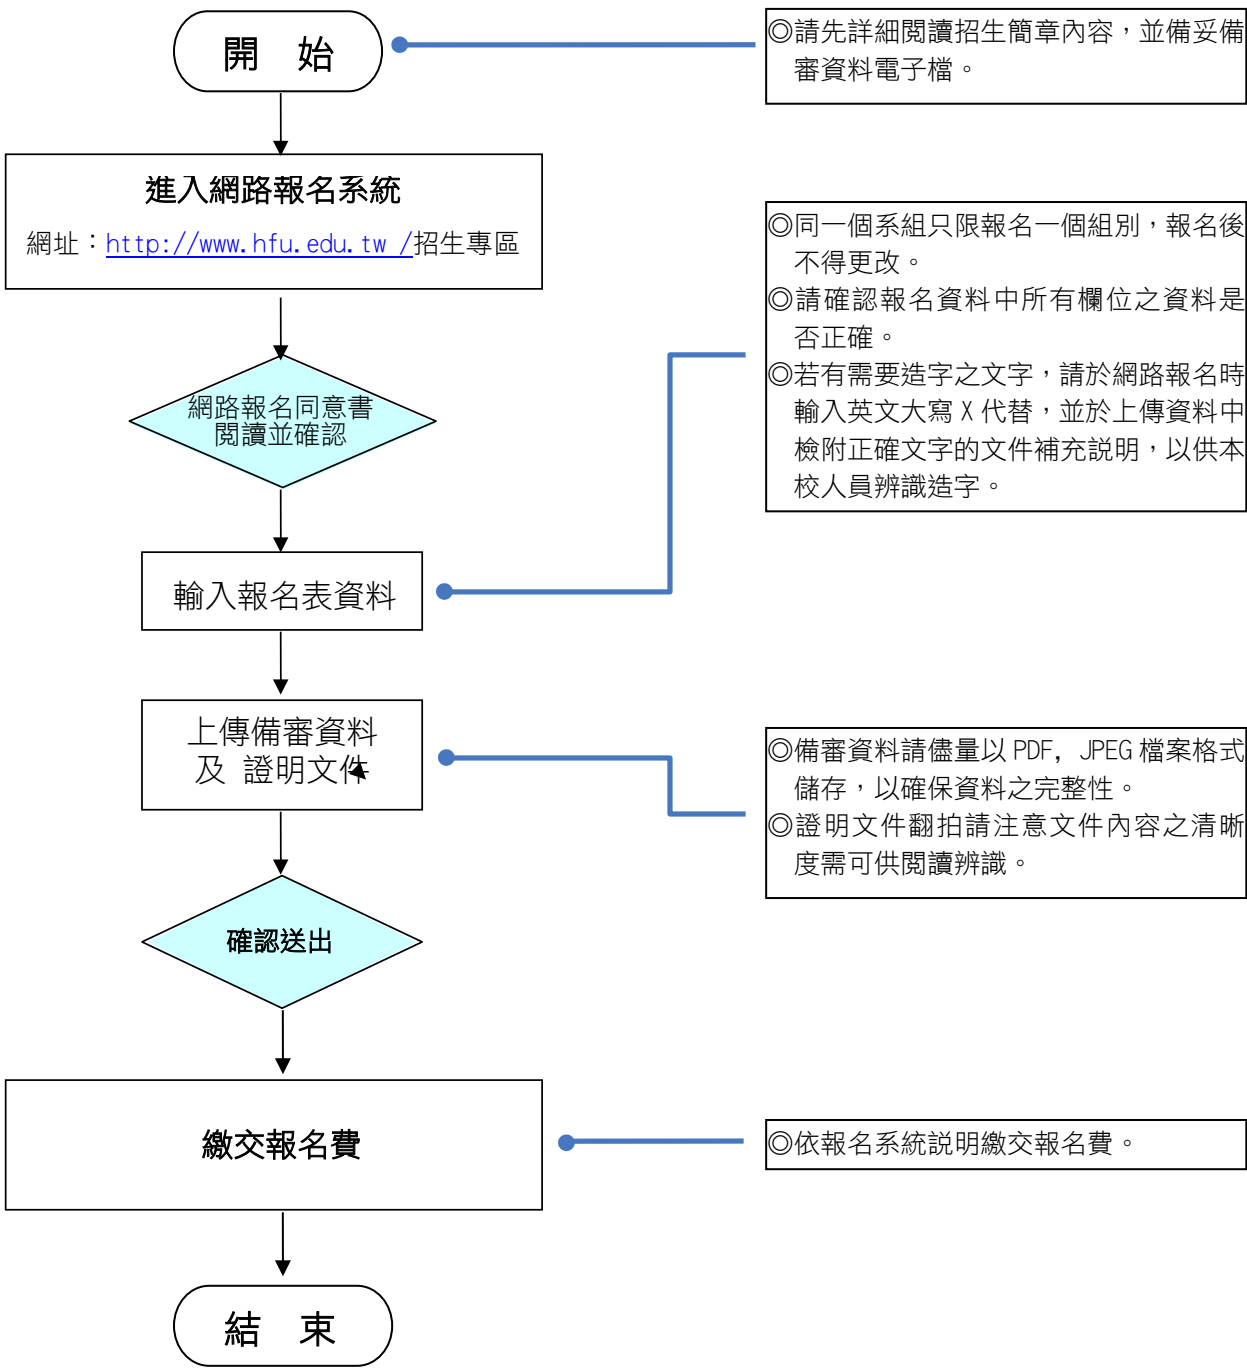 開　始
◎請先詳細閱讀招生簡章內容，並備妥備
審資料電子檔。
進入網路報名系統
網址：http://www.hfu.edu.tw /招生專區
◎同一個系組只限報名一個組別，報名後
不得更改。
◎請確認報名資料中所有欄位之資料是
否正確。
◎若有需要造字之文字，請於網路報名時
輸入英文大寫 X 代替，並於上傳資料中
檢附正確文字的文件補充說明，以供本
校人員辨識造字。
網路報名同意書
閱讀並確認
輸入報名表資料
上傳備審資料
及 證明文件
◎備審資料請儘量以 PDF, JPEG 檔案格式
儲存，以確保資料之完整性。
◎證明文件翻拍請注意文件內容之清晰
度需可供閱讀辨識。
確認送出
繳交報名費
◎依報名系統說明繳交報名費。
結　束